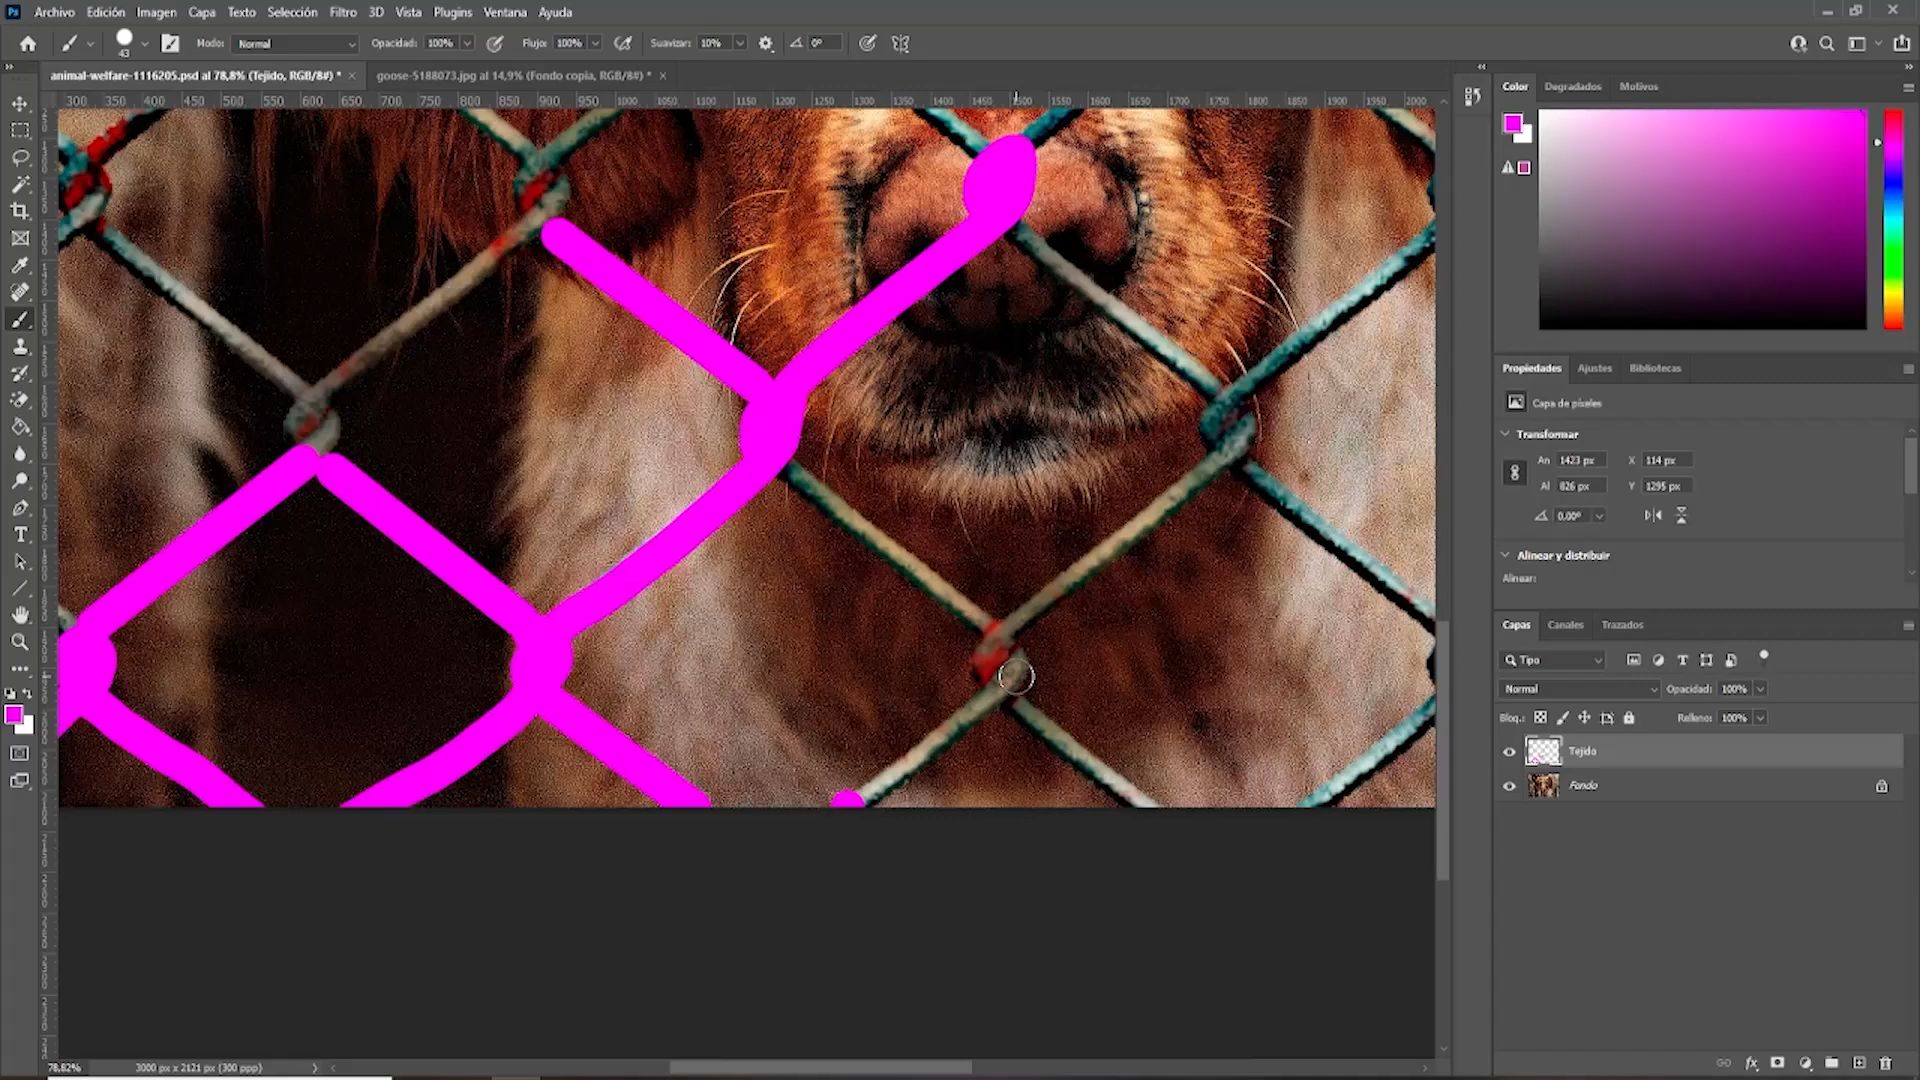 Ps Archivo Edición Imagen Capa Texto Selección Filtro 3D Vista Plugins Ventana Ayuda
43 Modo: Normal Opacidad: 100% Flujo: 100% Suavizar: 10% 0°
animal-welfare-1116205.psd al 78,8% (Tejido, RGB/8#) * goose-5188073.jpg al 14,9% (Fondo copia, RGB/8#) *
300 350 400 450 500 550 600 650 700 750 800 850 900 950 1000 1050 1100 1150 1200 1250 1300 1350 1400 1450 1500 1550 1600 1650 1700 1750 1800 1850 1900 1950 2000
Color Degradados Motivos
Propiedades Ajustes Bibliotecas
Capa de píxeles
Transformar
An 1423 px X 114 px
Al 826 px Y 1295 px
0,00°
Alinear y distribuir
Alinear:
Capas Canales Trazados
Tipo
Normal Opacidad: 100%
Bloq.: Relleno: 100%
Tejido
Fondo
78,82% 3000 px x 2121 px (300 ppp)